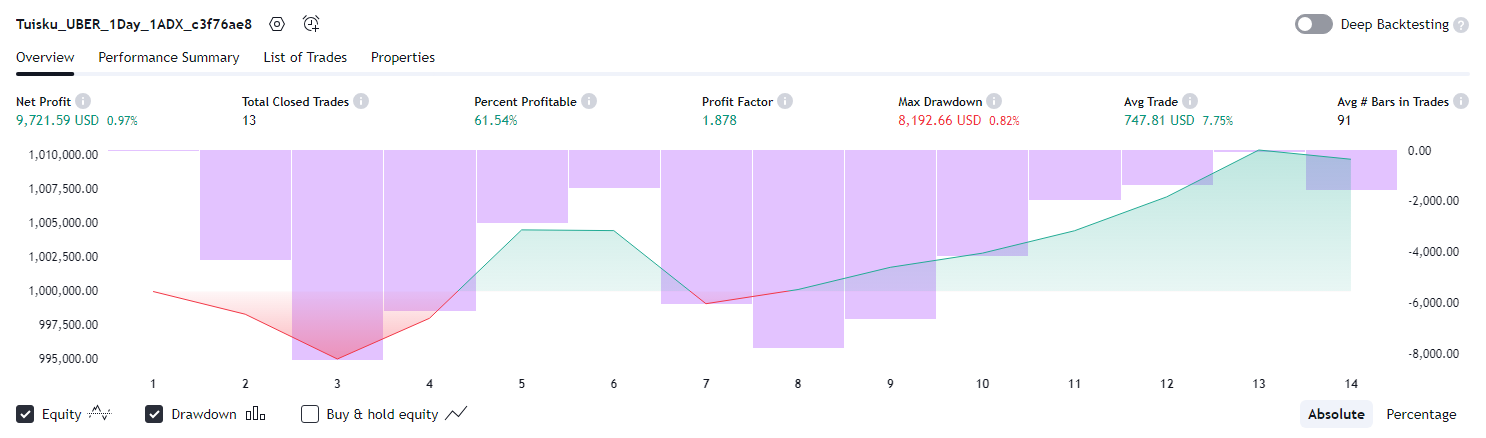 Tuisku_UBER_1Day_1ADX_c3f76ae8 Deep Backtesting ?
Overview Performance Summary List of Trades Properties
Net Profit Total Closed Trades Percent Profitable Profit Factor Max Drawdown Avg Trade Avg # Bars in Trades
9,721.59 USD 0.97% 13 61.54% 1.878 8,192.66 USD 0.82% 747.81 USD 7.75% 91
1,010,000.00 0.00
1,007,500.00 -2,000.00
1,005,000.00
1,002,500.00 -4,000.00
1,000,000.00 -6,000.00
997,500.00
995,000.00 -8,000.00
1 2 3 4 5 6 7 8 9 10 11 12 13 14
Equity Drawdown Buy & hold equity Absolute Percentage